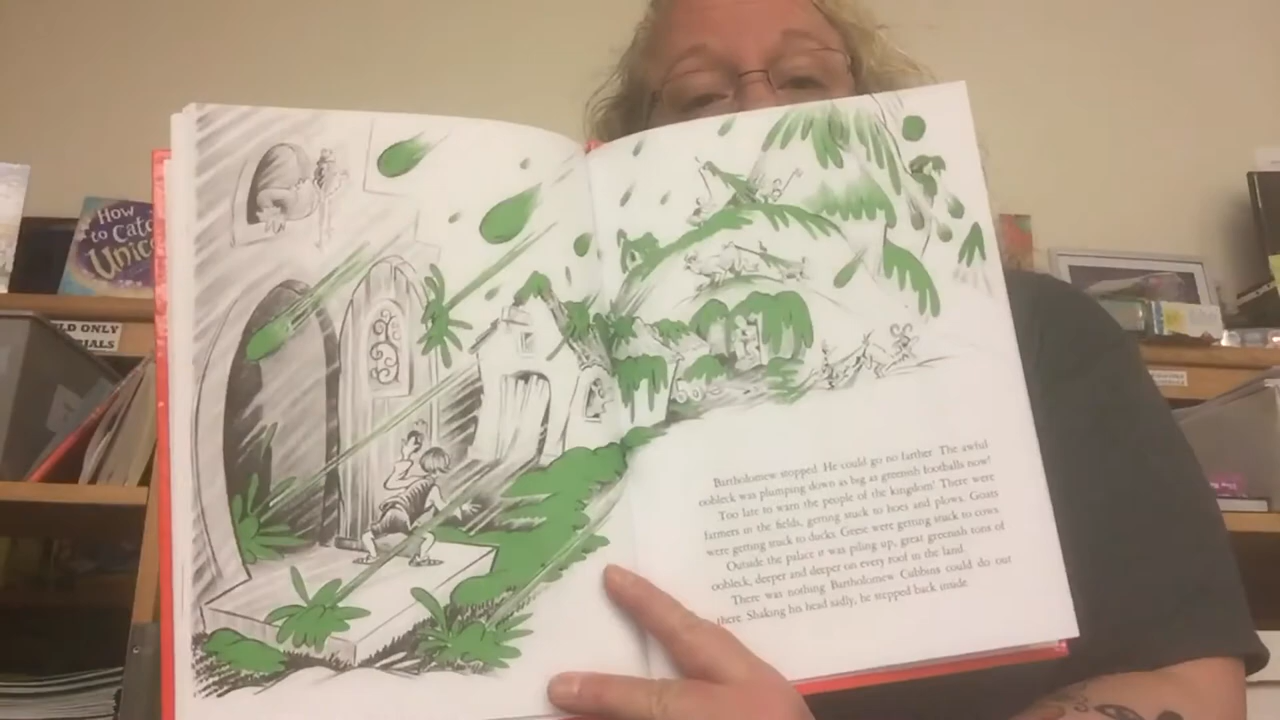 How
to Catc
Unic
LD ONLY
IALS
Bartholomew stopped. He could go no farther. The awful
oobleck was plumping down as big as greenish footballs now!
Too late to warn the people of the kingdom! There were
farmers in the fields, getting stuck to hoes and plows. Goats
were getting stuck to ducks. Geese were getting stuck to cows.
Outside the palace it was piling up, great greenish tons of
oobleck, deeper and deeper on every roof in the land.
There was nothing Bartholomew Cubbins could do out
there. Shaking his head sadly, he stepped back inside.